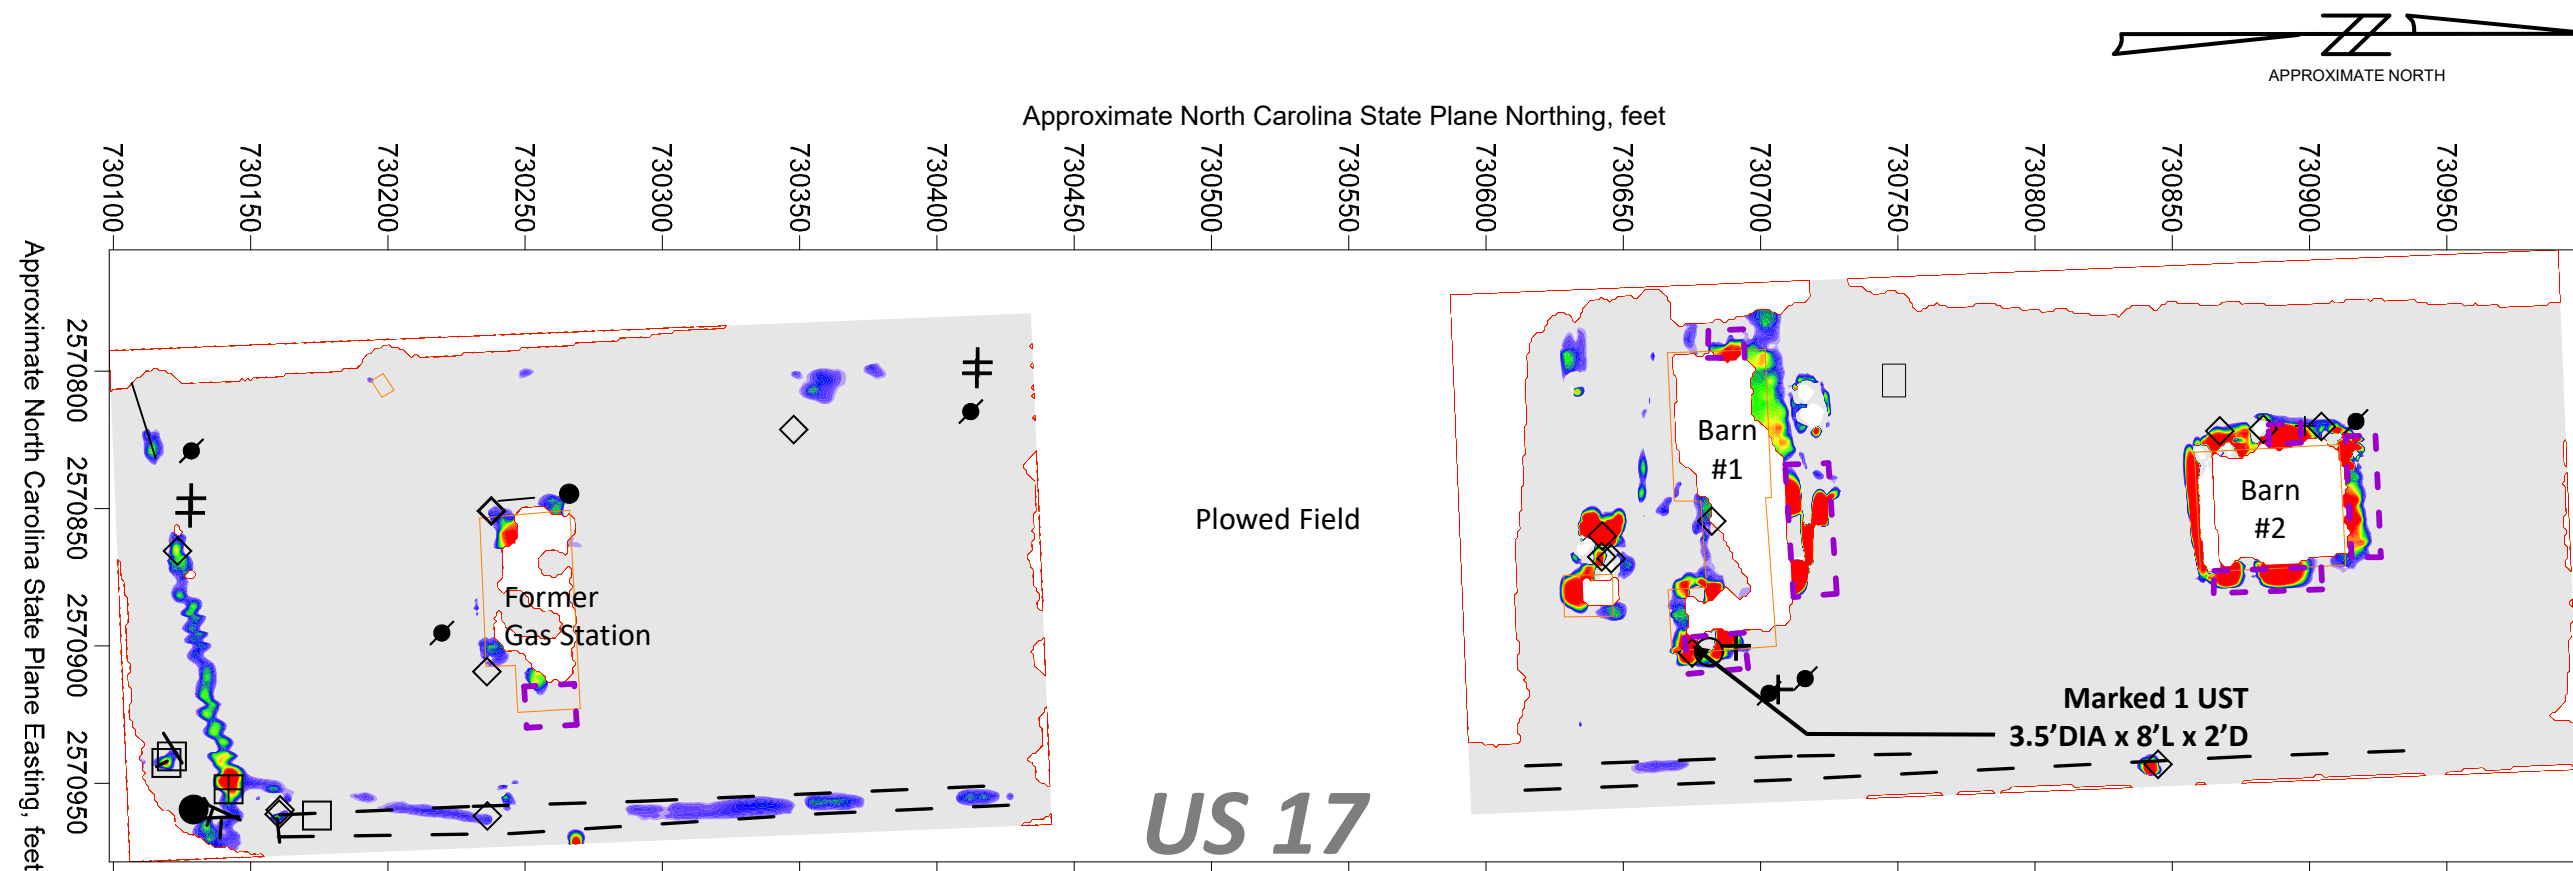 APPROXIMATE NORTH
Approximate North Carolina State Plane Northing, feet
730100
730150
730200
730250
730300
730350
730400
730450
730500
730550
730600
730650
730700
730750
730800
730850
730900
730950
Approximate North Carolina State Plane Easting, feet
2570800
2570850
2570900
2570950
Barn
#1
Barn
#2
Plowed Field
Former
Gas Station
Marked 1 UST
3.5’DIA x 8’L x 2’D
US 17